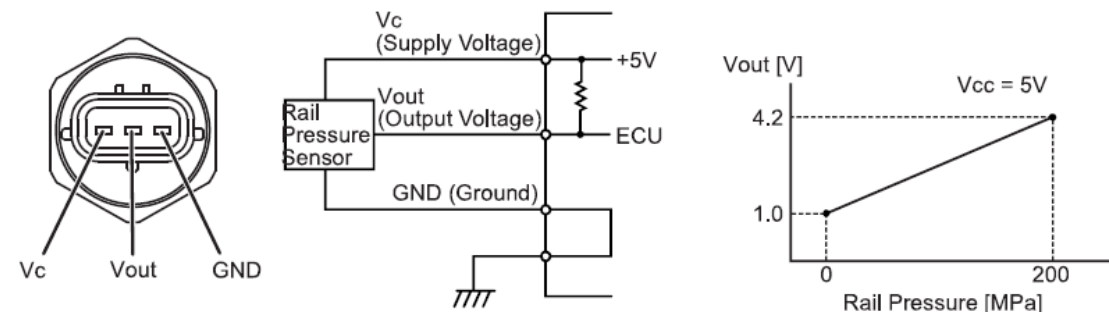 Vc
Vout
GND
Vc
(Supply Voltage)
+5V
Vout
(Output Voltage)
Rail
Pressure
Sensor
ECU
GND (Ground)
Vout [V]
Vcc = 5V
4.2
1.0
0
200
Rail Pressure [MPa]